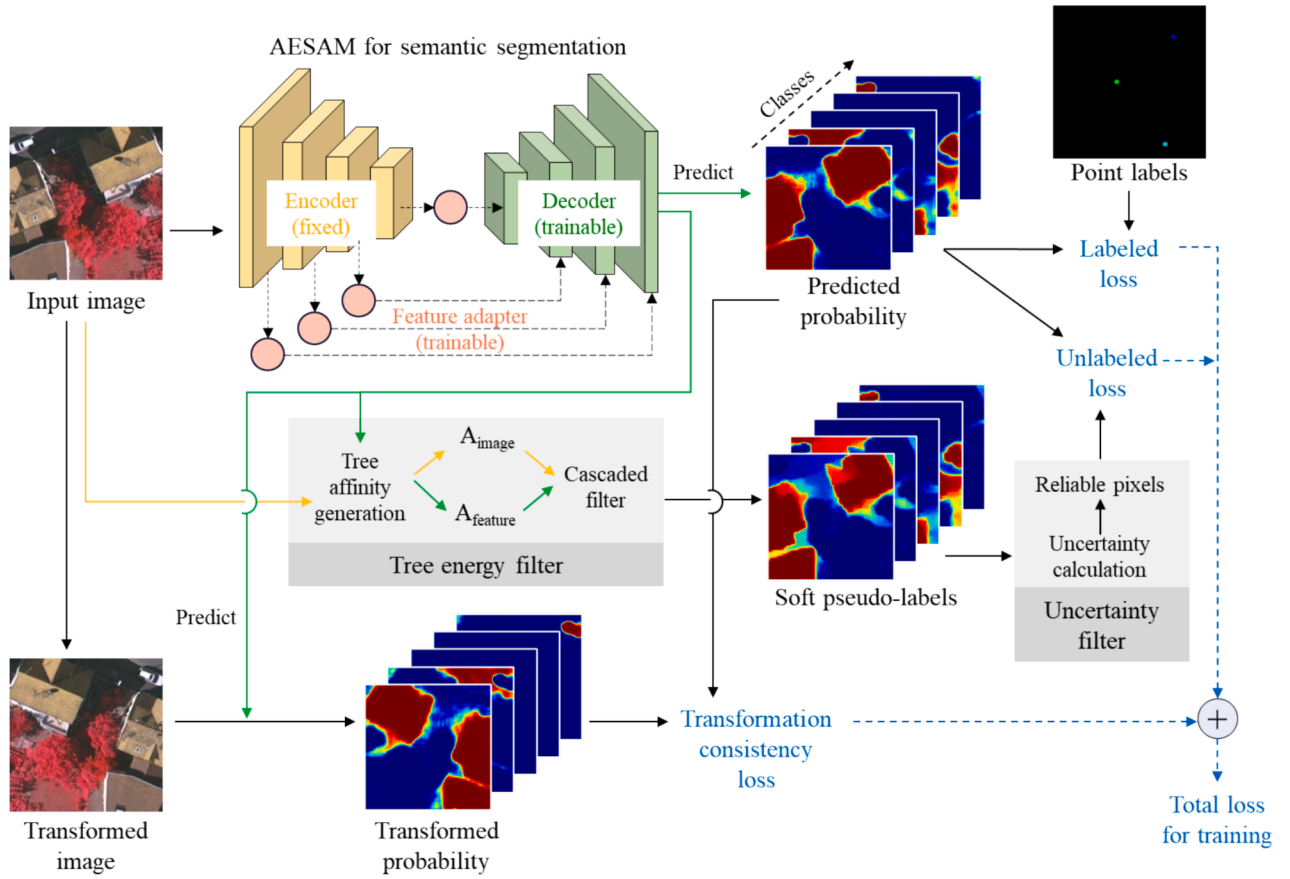 AESAM for semantic segmentation
Classes
Encoder
(fixed)
Decoder
(trainable)
Predict
Point labels
Input image
Feature adapter
(trainable)
Predicted
probability
Labeled
loss
Unlabeled
loss
Tree
affinity
generation
A_image
A_feature
Cascaded
filter
Tree energy filter
Soft pseudo-labels
Reliable pixels
Uncertainty
calculation
Uncertainty
filter
Predict
Transformed
image
Transformed
probability
Transformation
consistency
loss
+
Total loss
for training